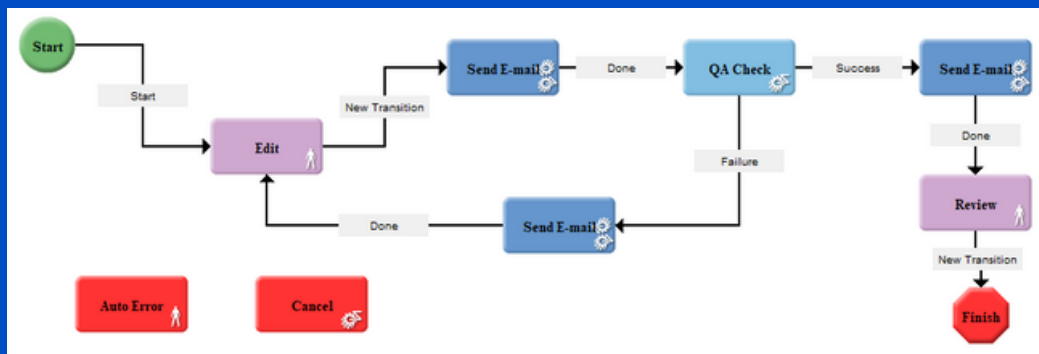 Start
Send E-mail
Done
QA Check
Success
Send E-mail
Start
New Transition
Edit
Failure
Done
Review
Done
Send E-mail
New Transition
Auto Error
Cancel
Finish